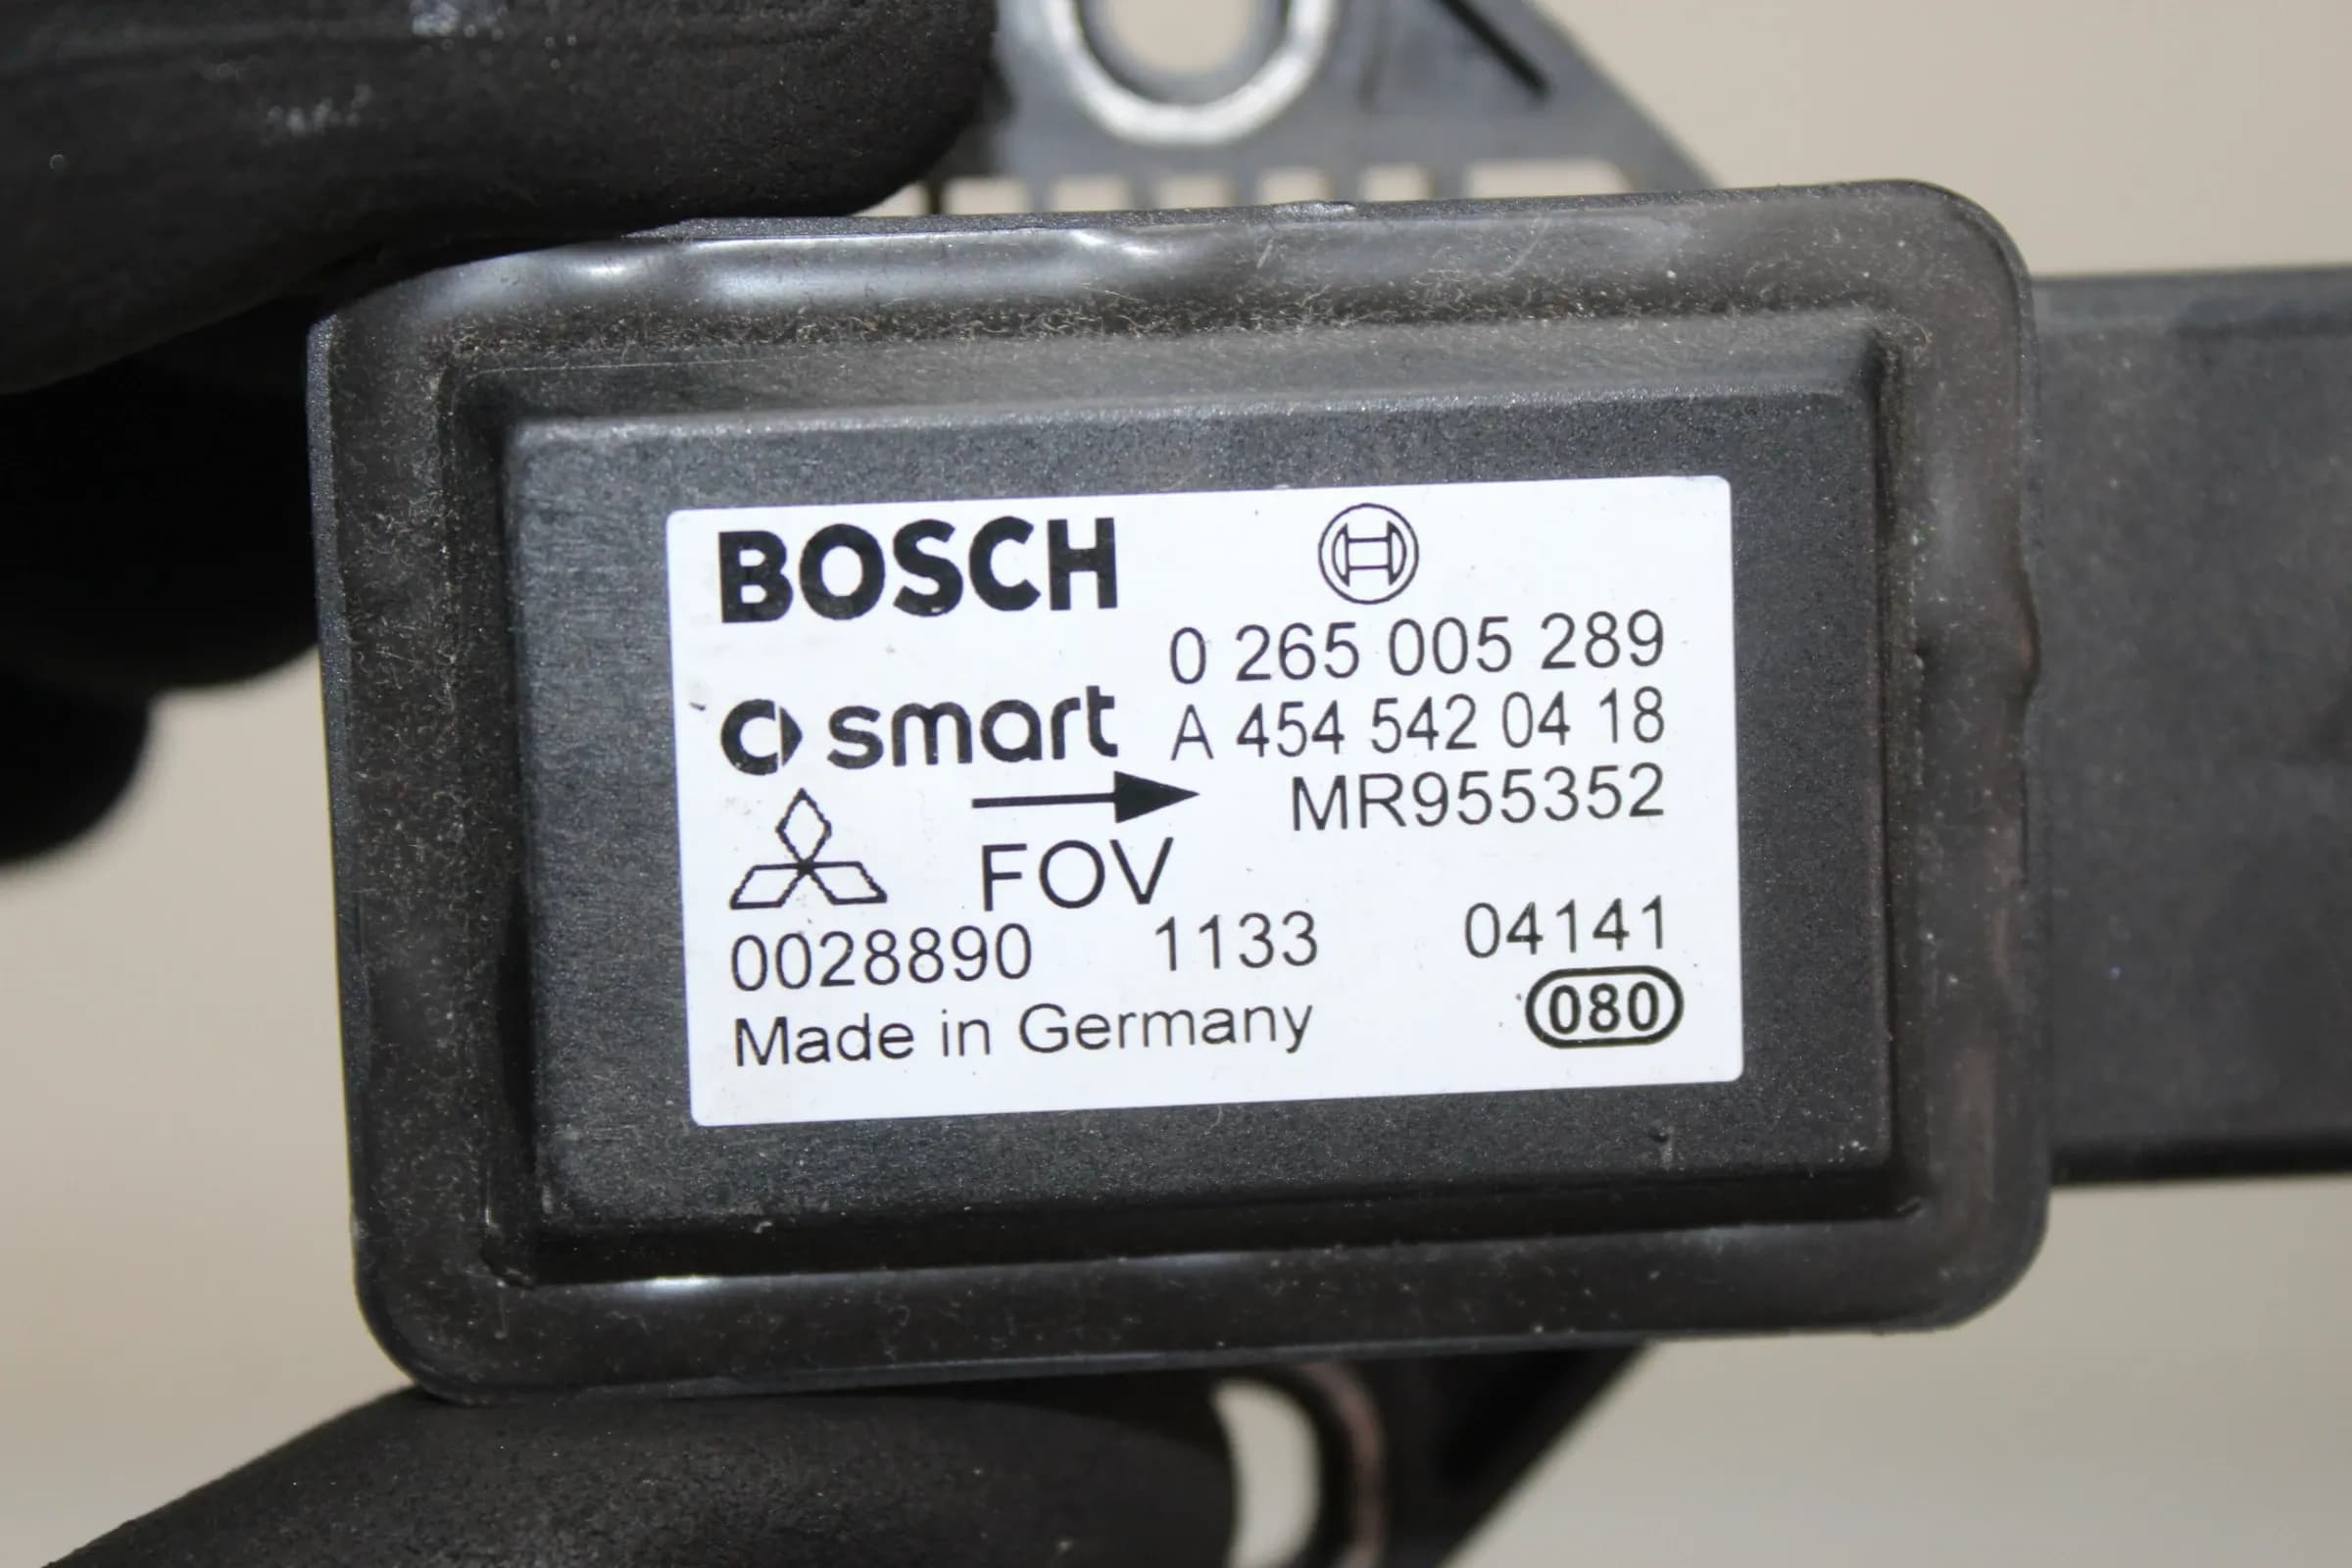 BOSCH
0 265 005 289
smart A 454 542 04 18
MR955352
FOV
0028890 1133 04141
Made in Germany 080